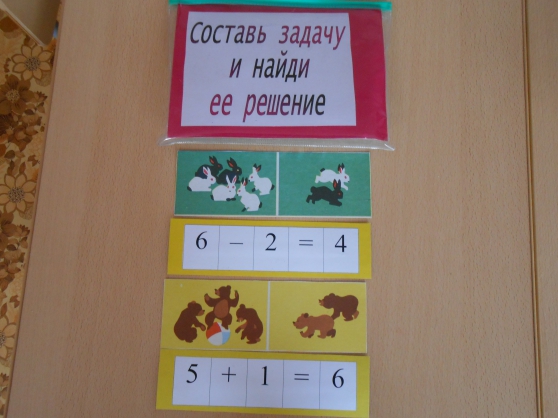 Составь задачу
и найди
ее решение
6 – 2 = 4
5 + 1 = 6